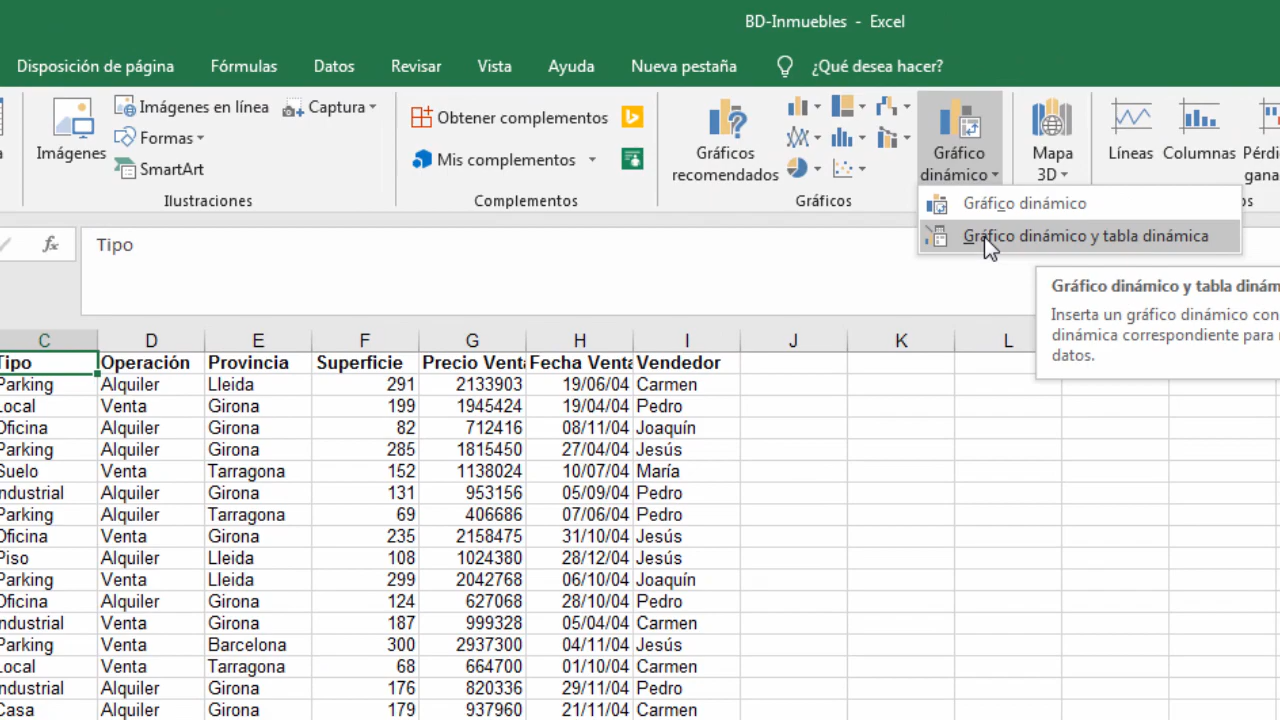 BD-Inmuebles - Excel
Disposición de página Fórmulas Datos Revisar Vista Ayuda Nueva pestaña ¿Qué desea hacer?
Imágenes
Imágenes en línea
Formas
SmartArt
Captura
Ilustraciones
Obtener complementos
Mis complementos
Complementos
Gráficos
recomendados
Gráficos
Gráfico
dinámico
Mapa
3D
Líneas Columnas Pérdi
gana
os
Gráfico dinámico
Gráfico dinámico y tabla dinámica
Gráfico dinámico y tabla dinám
Inserta un gráfico dinámico con
dinámica correspondiente para
datos.
fx Tipo
C D E F G H I J K L
Tipo Operación Provincia Superficie Precio Venta Fecha Venta Vendedor
Parking Alquiler Lleida 291 2133903 19/06/04 Carmen
Local Venta Girona 199 1945424 19/04/04 Pedro
Oficina Alquiler Girona 82 712416 08/11/04 Joaquín
Parking Alquiler Girona 285 1815450 27/04/04 Jesús
Suelo Venta Tarragona 152 1138024 10/07/04 María
ndustrial Alquiler Girona 131 953156 05/09/04 Pedro
Parking Alquiler Tarragona 69 406686 07/06/04 Pedro
Oficina Venta Girona 235 2158475 31/10/04 Jesús
Piso Alquiler Lleida 108 1024380 28/12/04 Jesús
Parking Venta Lleida 299 2042768 06/10/04 Joaquín
Oficina Alquiler Girona 124 627068 28/10/04 Pedro
ndustrial Venta Girona 187 999328 05/04/04 Carmen
Parking Venta Barcelona 300 2937300 04/11/04 Jesús
Local Venta Tarragona 68 664700 01/10/04 Carmen
ndustrial Alquiler Girona 176 820336 29/11/04 Pedro
Casa Alquiler Girona 179 937960 21/11/04 Carmen